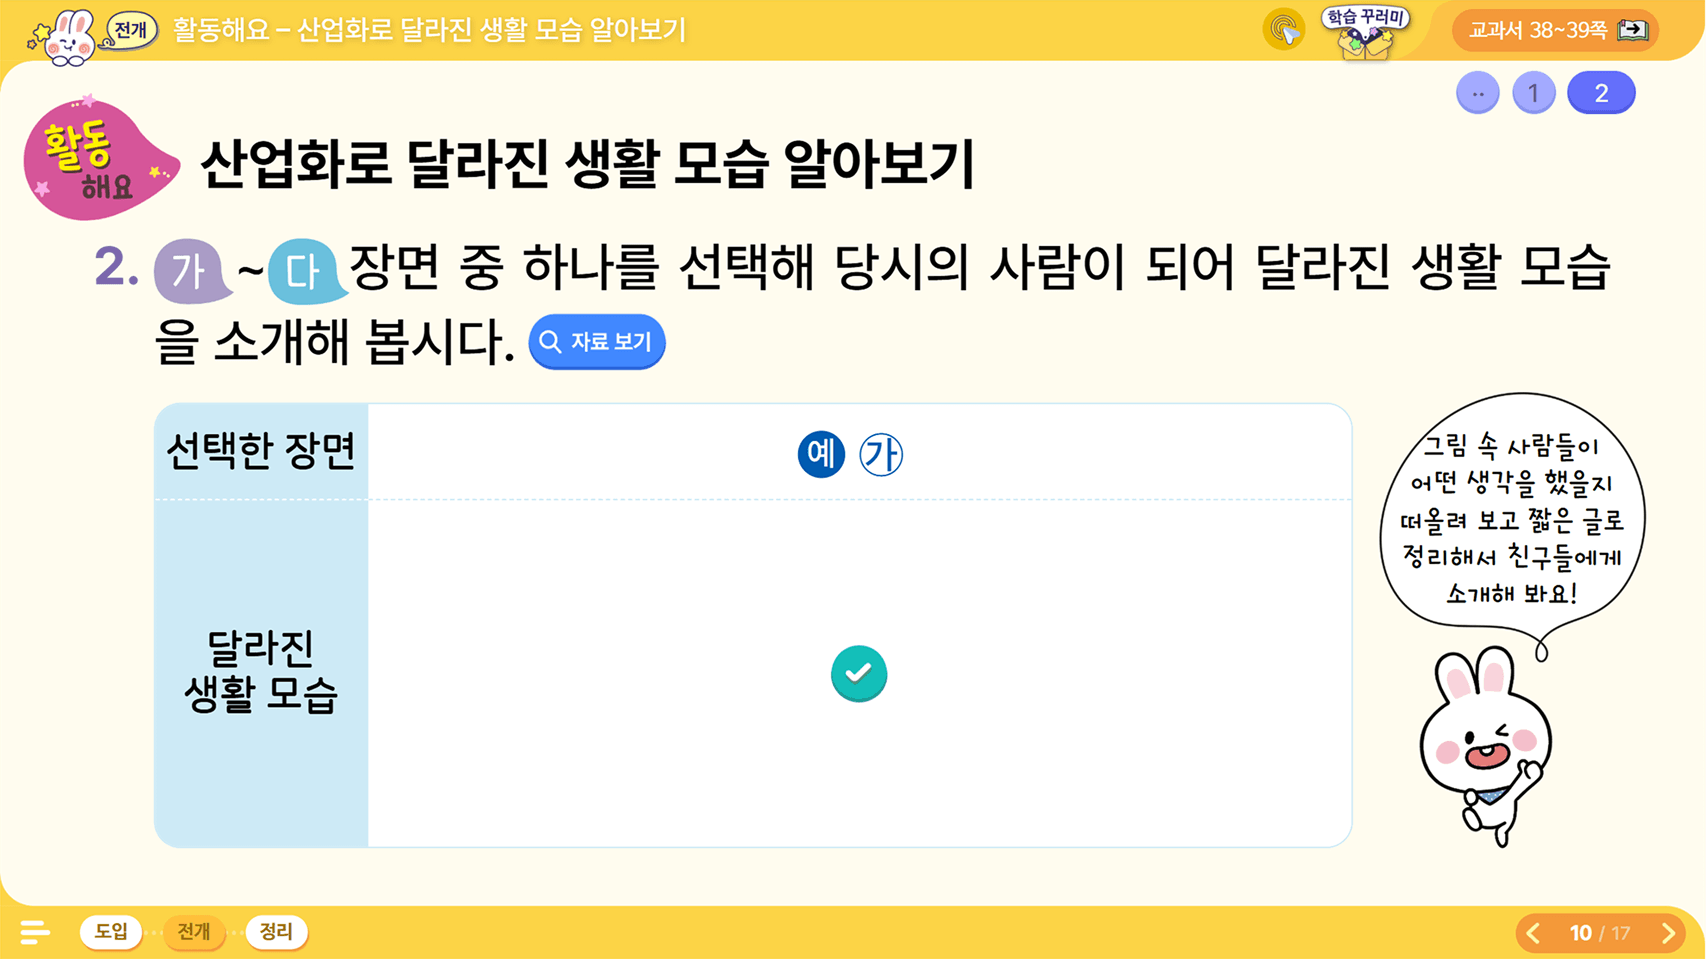 전개
활동해요 – 산업화로 달라진 생활 모습 알아보기
학습 꾸러미
교과서 38~39쪽
1
2
활동
해요
산업화로 달라진 생활 모습 알아보기
2. 가 ~ 다 장면 중 하나를 선택해 당시의 사람이 되어 달라진 생활 모습
을 소개해 봅시다. 자료 보기
선택한 장면
예 가
달라진
생활 모습
그림 속 사람들이
어떤 생각을 했을지
떠올려 보고 짧은 글로
정리해서 친구들에게
소개해 봐요!
도입
전개
정리
10 / 17